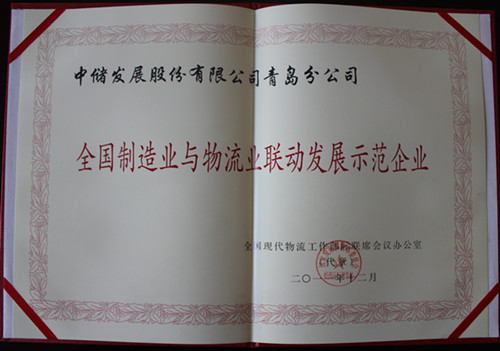 中储发展股份有限公司青岛分公司
全国制造业与物流业联动发展示范企业
全国现代物流工作部际联席会议办公室
(代章)
二〇一一年十二月